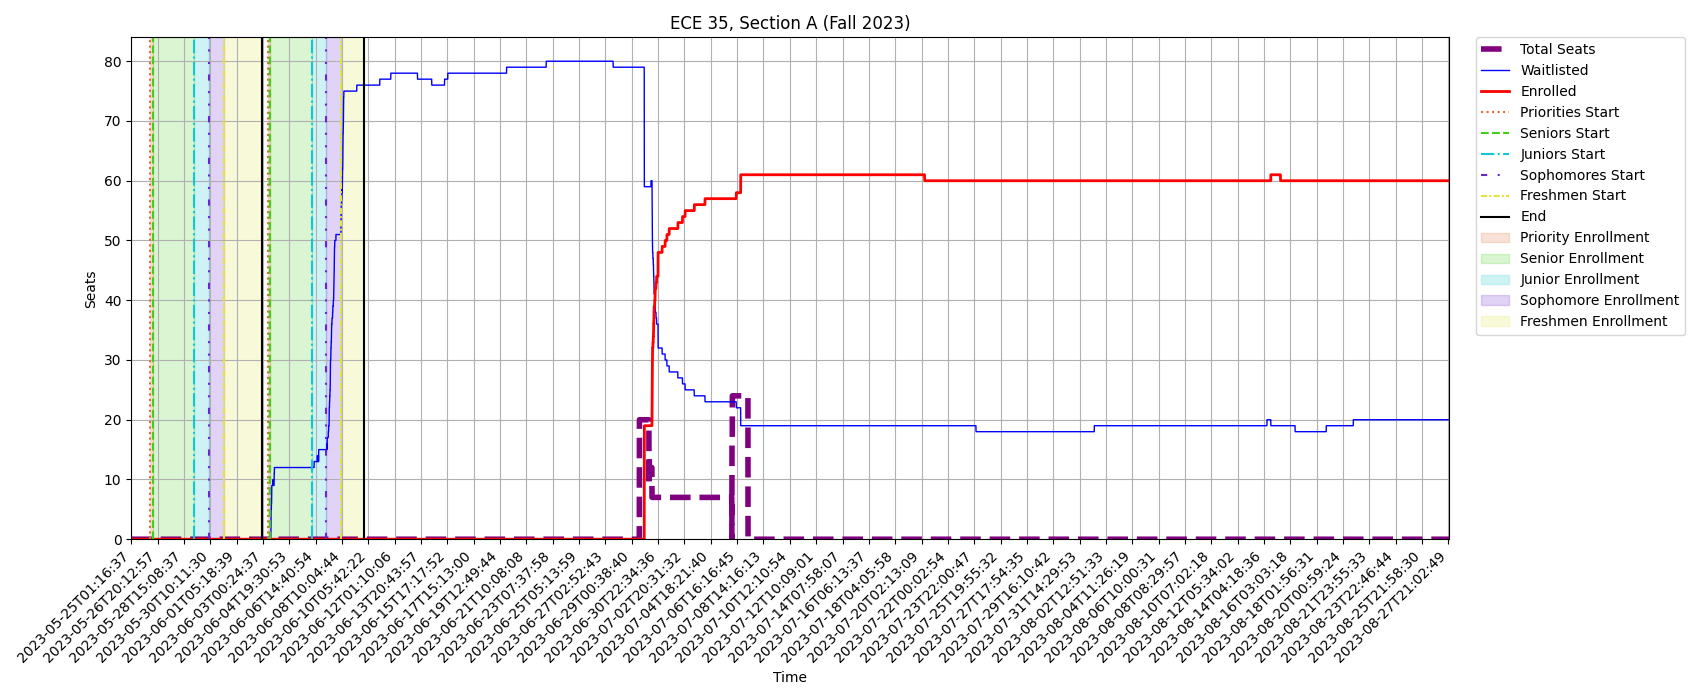 ECE 35, Section A (Fall 2023)
Seats
80
70
60
50
40
30
20
10
0
2023-05-25T01:16:37
2023-05-26T20:12:57
2023-05-28T15:08:37
2023-05-30T10:11:30
2023-06-01T05:18:39
2023-06-03T00:24:37
2023-06-04T19:30:53
2023-06-06T14:40:54
2023-06-08T10:04:44
2023-06-10T05:42:22
2023-06-12T01:10:06
2023-06-13T20:43:57
2023-06-15T17:17:52
2023-06-17T15:13:00
2023-06-19T12:49:44
2023-06-21T10:08:05
2023-06-23T07:37:58
2023-06-25T05:13:59
2023-06-27T02:52:43
2023-06-29T00:38:40
2023-06-30T22:34:36
2023-07-02T20:31:32
2023-07-04T18:21:40
2023-07-06T16:16:45
2023-07-08T14:16:13
2023-07-10T12:10:54
2023-07-12T10:09:01
2023-07-14T07:58:07
2023-07-16T06:13:37
2023-07-18T04:05:58
2023-07-20T02:13:09
2023-07-22T00:02:54
2023-07-23T22:00:47
2023-07-25T19:55:32
2023-07-27T17:54:35
2023-07-29T16:10:42
2023-07-31T14:29:53
2023-08-02T12:51:33
2023-08-04T11:26:19
2023-08-06T10:00:31
2023-08-08T08:29:57
2023-08-10T07:02:18
2023-08-12T05:34:02
2023-08-14T04:18:36
2023-08-16T03:03:18
2023-08-18T01:56:31
2023-08-20T00:59:24
2023-08-21T23:55:33
2023-08-23T22:46:44
2023-08-25T21:58:30
2023-08-27T21:02:49
Time
Total Seats
Waitlisted
Enrolled
Priorities Start
Seniors Start
Juniors Start
Sophomores Start
Freshmen Start
End
Priority Enrollment
Senior Enrollment
Junior Enrollment
Sophomore Enrollment
Freshmen Enrollment